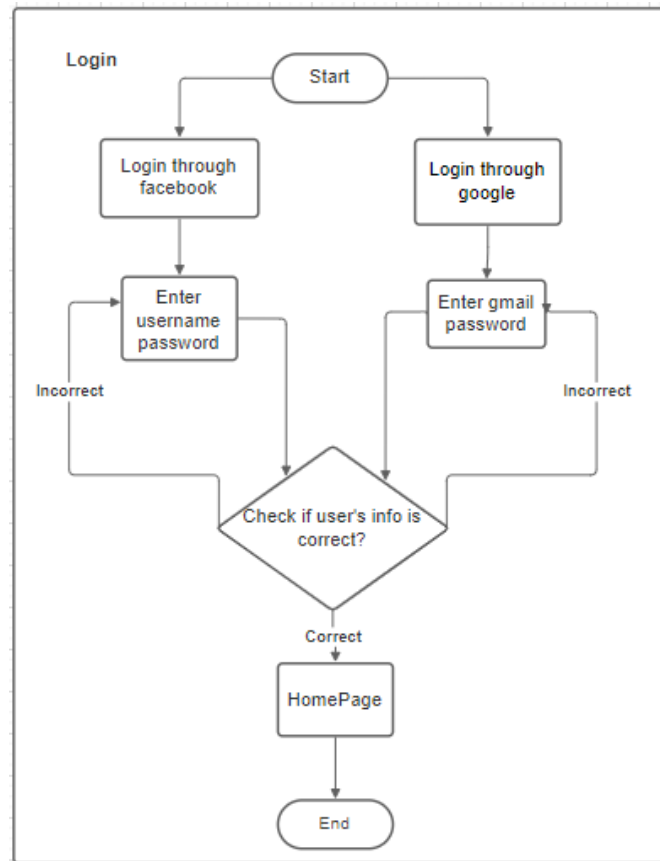 Login
Start
Login through
facebook
Login through
google
Enter
username
password
Enter gmail
password
Incorrect
Incorrect
Check if user's info is
correct?
Correct
HomePage
End